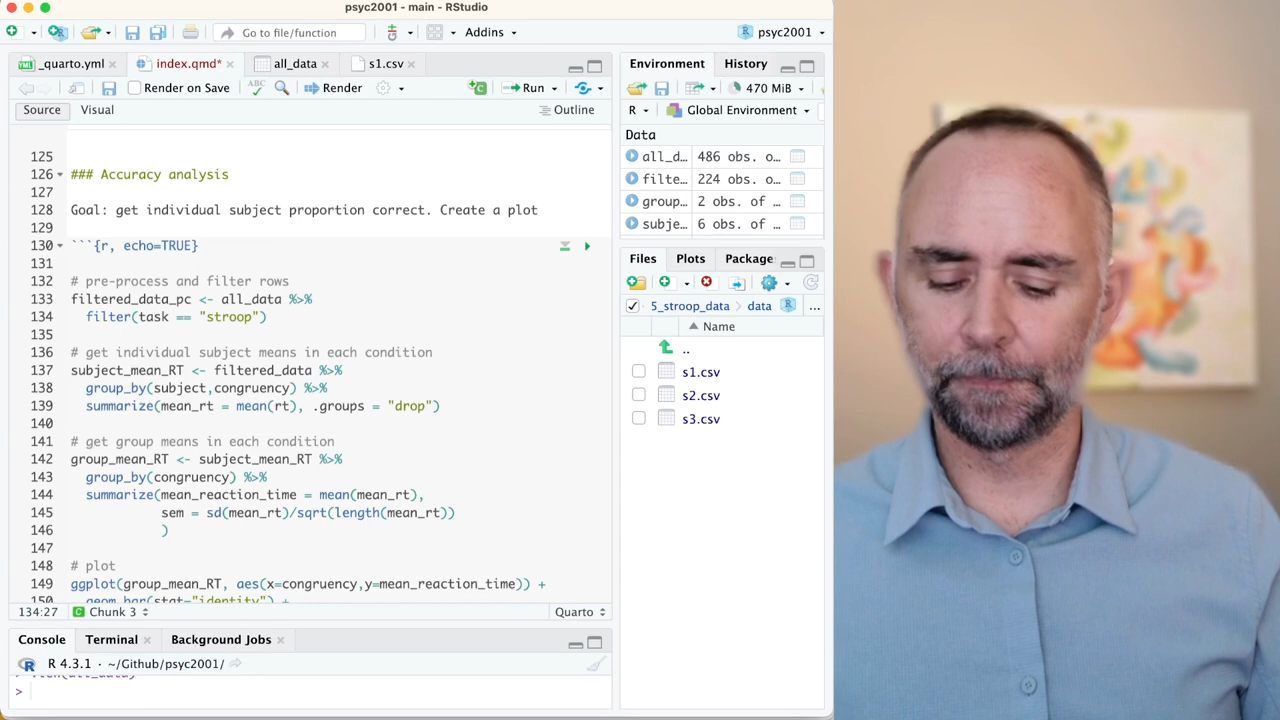 psyc2001 - main - RStudio
Go to file/function
Addins
psyc2001
_quarto.yml
index.qmd*
all_data
s1.csv
Render on Save
ABC
Render
Run
Source
Visual
Outline
125
126 ### Accuracy analysis
127
128 Goal: get individual subject proportion correct. Create a plot
129
130 ```{r, echo=TRUE}
131
132 # pre-process and filter rows
133 filtered_data_pc <- all_data %>%
134 filter(task == "stroop")
135
136 # get individual subject means in each condition
137 subject_mean_RT <- filtered_data %>%
138 group_by(subject,congruency) %>%
139 summarize(mean_rt = mean(rt), .groups = "drop")
140
141 # get group means in each condition
142 group_mean_RT <- subject_mean_RT %>%
143 group_by(congruency) %>%
144 summarize(mean_reaction_time = mean(mean_rt),
145 sem = sd(mean_rt)/sqrt(length(mean_rt))
146 )
147
148 # plot
149 ggplot(group_mean_RT, aes(x=congruency,y=mean_reaction_time)) +
150 geom_bar(stat="identity") +
134:27
Chunk 3
Quarto
Console
Terminal
Background Jobs
R 4.3.1 · ~/Github/psyc2001/
>
Environment
History
470 MiB
R
Global Environment
Data
all_d… 486 obs. o…
filte… 224 obs. o…
group… 2 obs. of …
subje… 6 obs. of …
Files
Plots
Package
5_stroop_data
data
...
Name
..
s1.csv
s2.csv
s3.csv